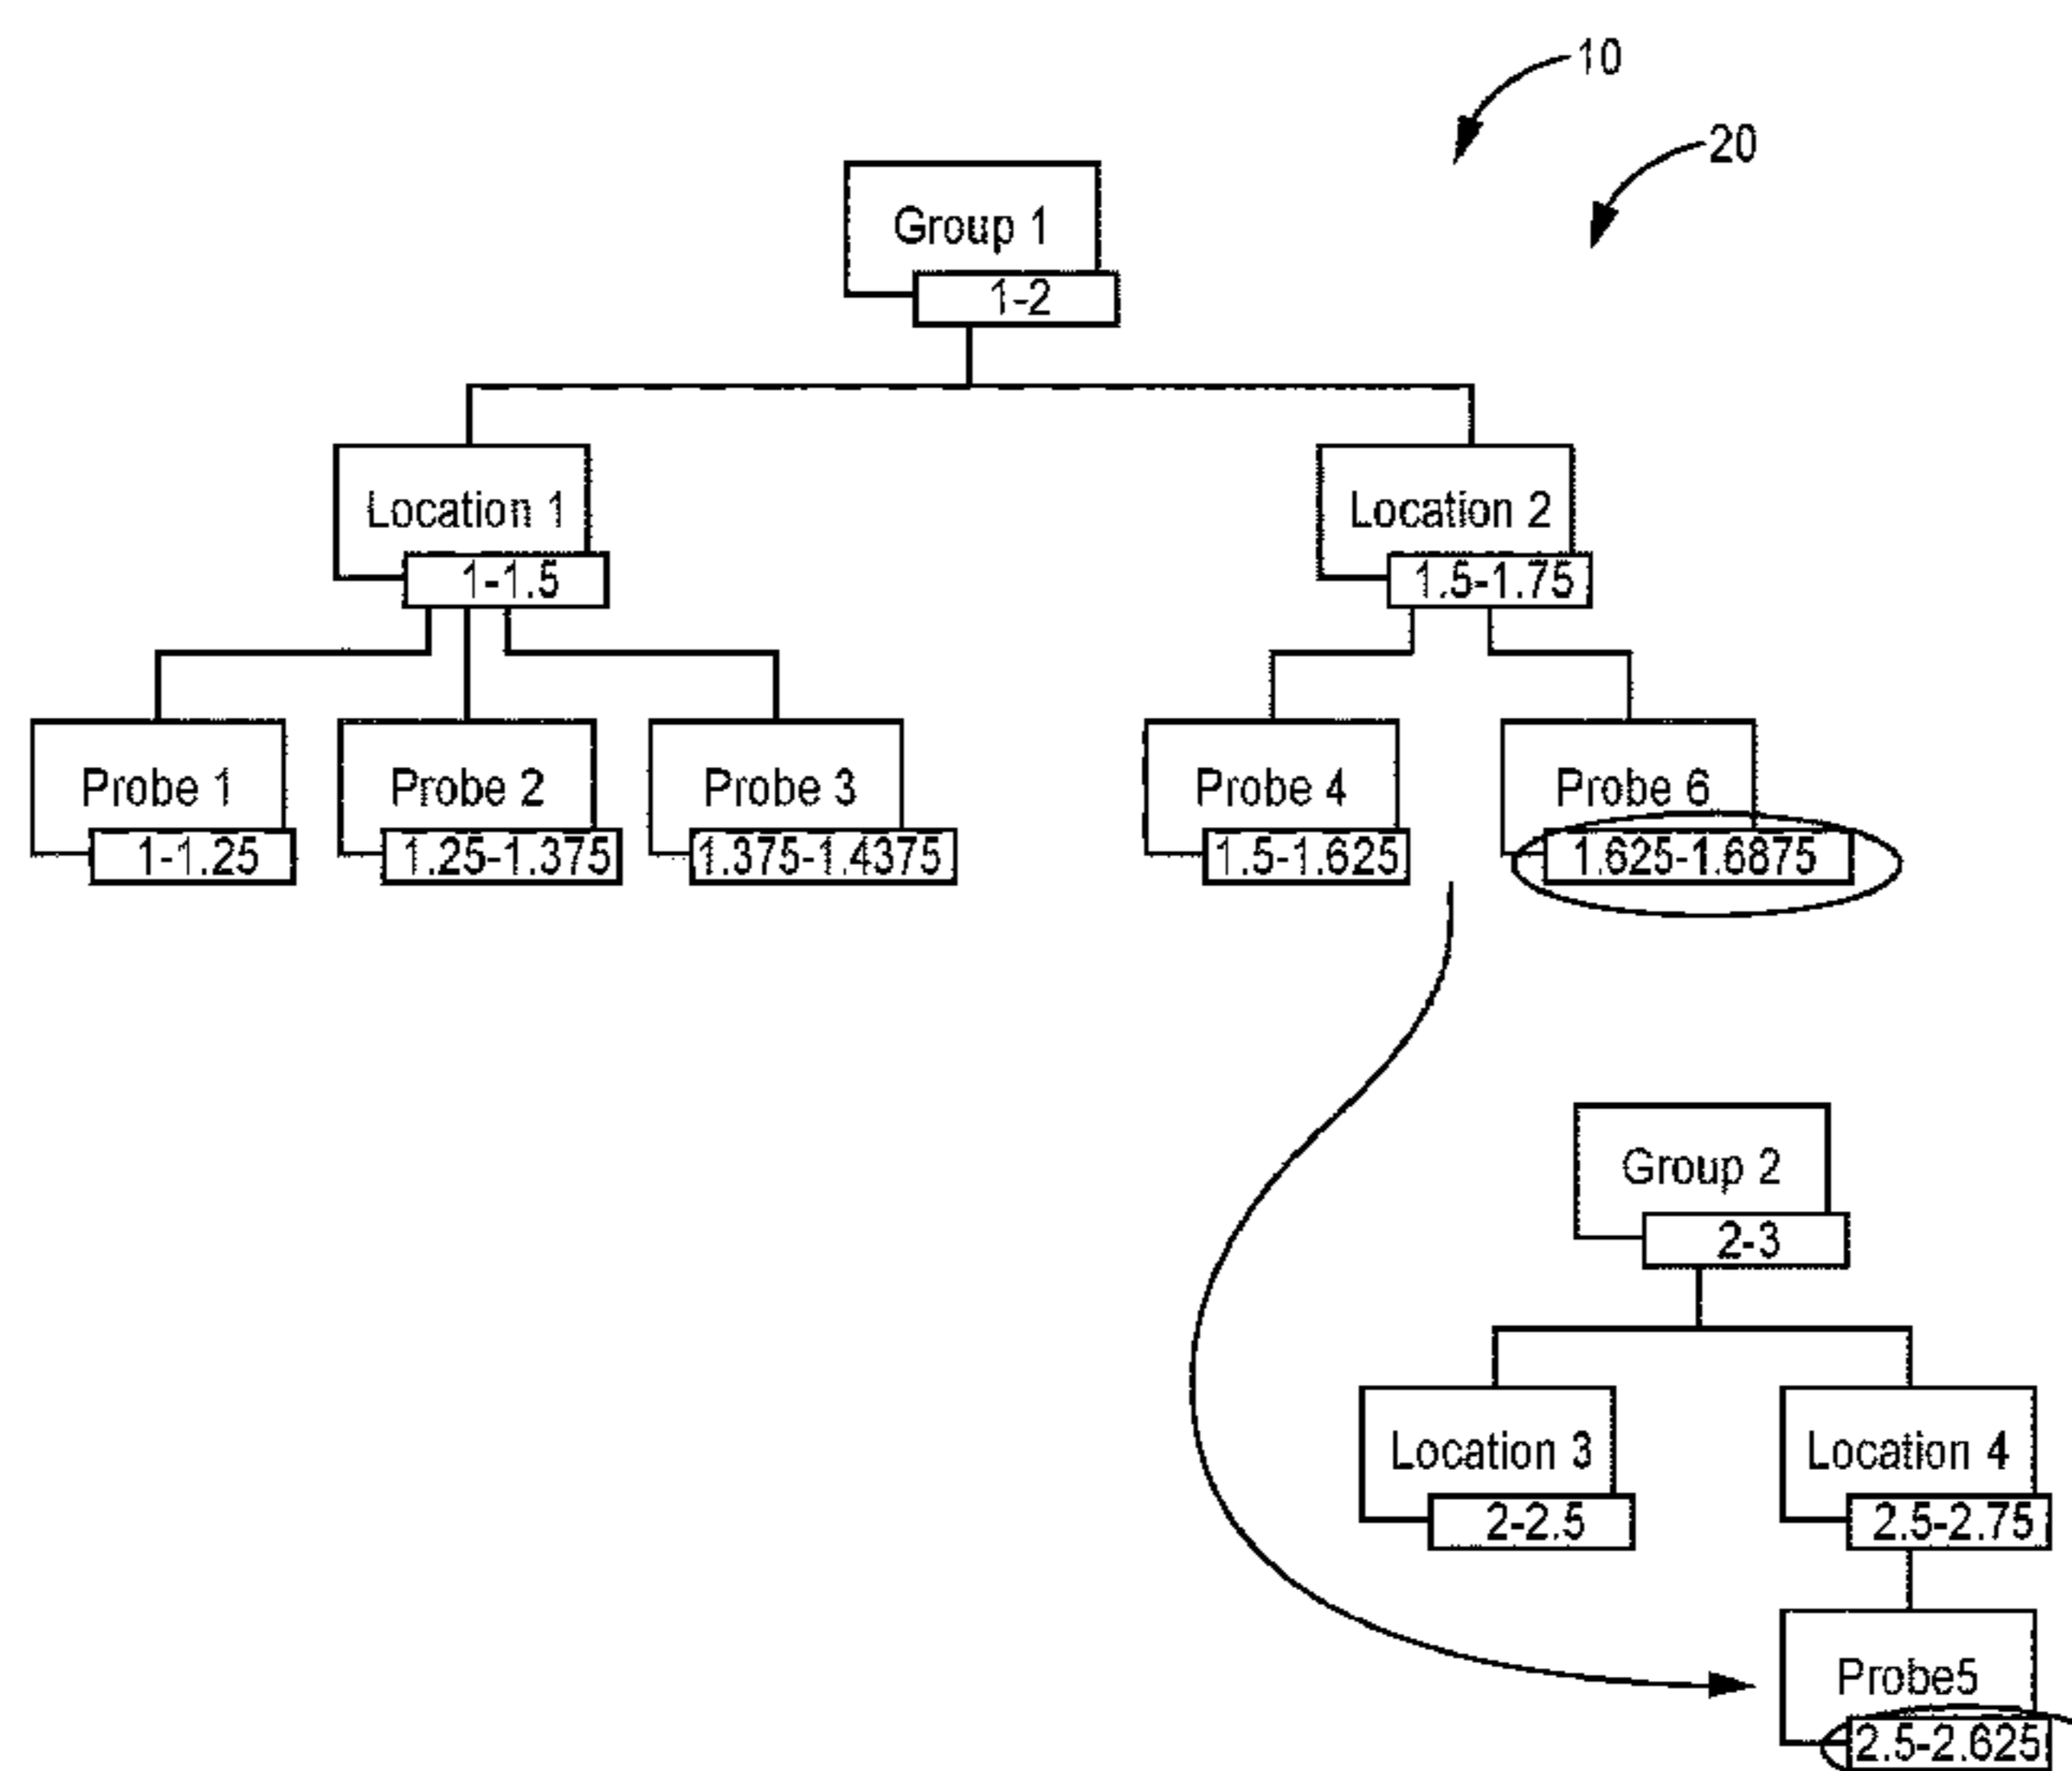 10
20
Group 1
1-2
Location 1
1-1.5
Location 2
1.5-1.75
Probe 1
1-1.25
Probe 2
1.25-1.375
Probe 3
1.375-1.4375
Probe 4
1.5-1.625
Probe 6
1.625-1.6875
Group 2
2-3
Location 3
2-2.5
Location 4
2.5-2.75
Probe5
2.5-2.625